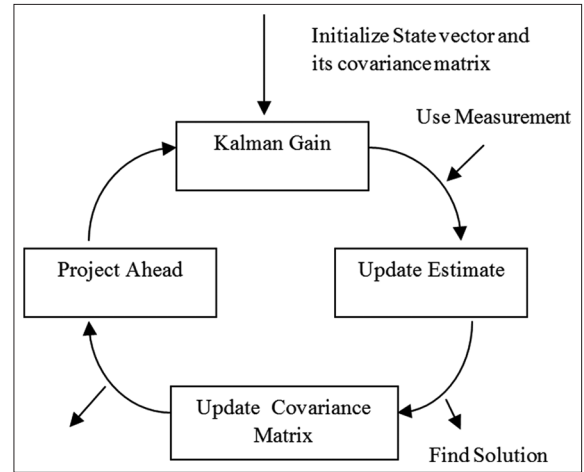 Initialize State vector and
its covariance matrix
Use Measurement
Kalman Gain
Project Ahead
Update Estimate
Update Covariance
Matrix
Find Solution